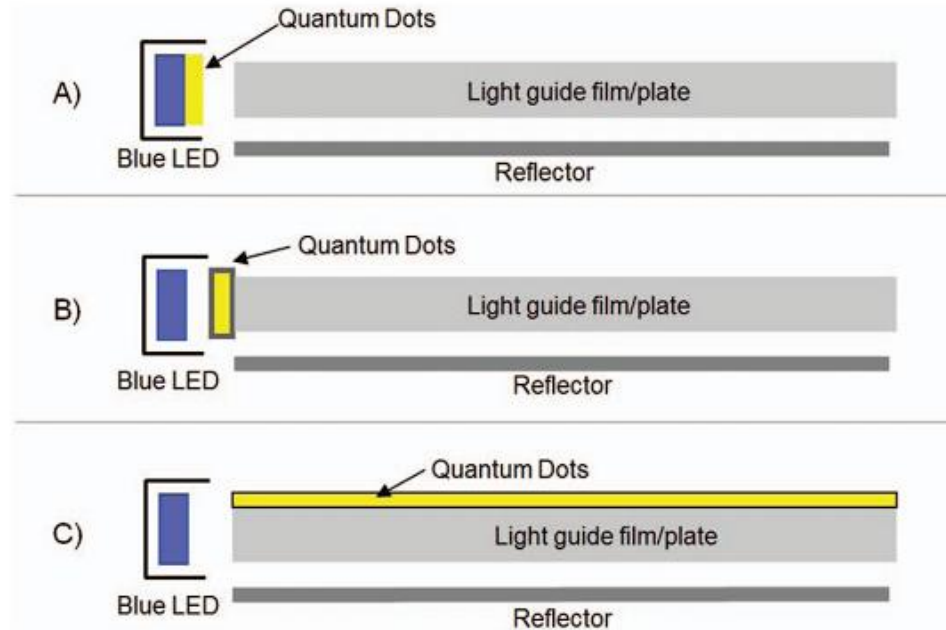 Quantum Dots
A)
Light guide film/plate
Blue LED
Reflector
Quantum Dots
B)
Light guide film/plate
Blue LED
Reflector
Quantum Dots
C)
Light guide film/plate
Blue LED
Reflector